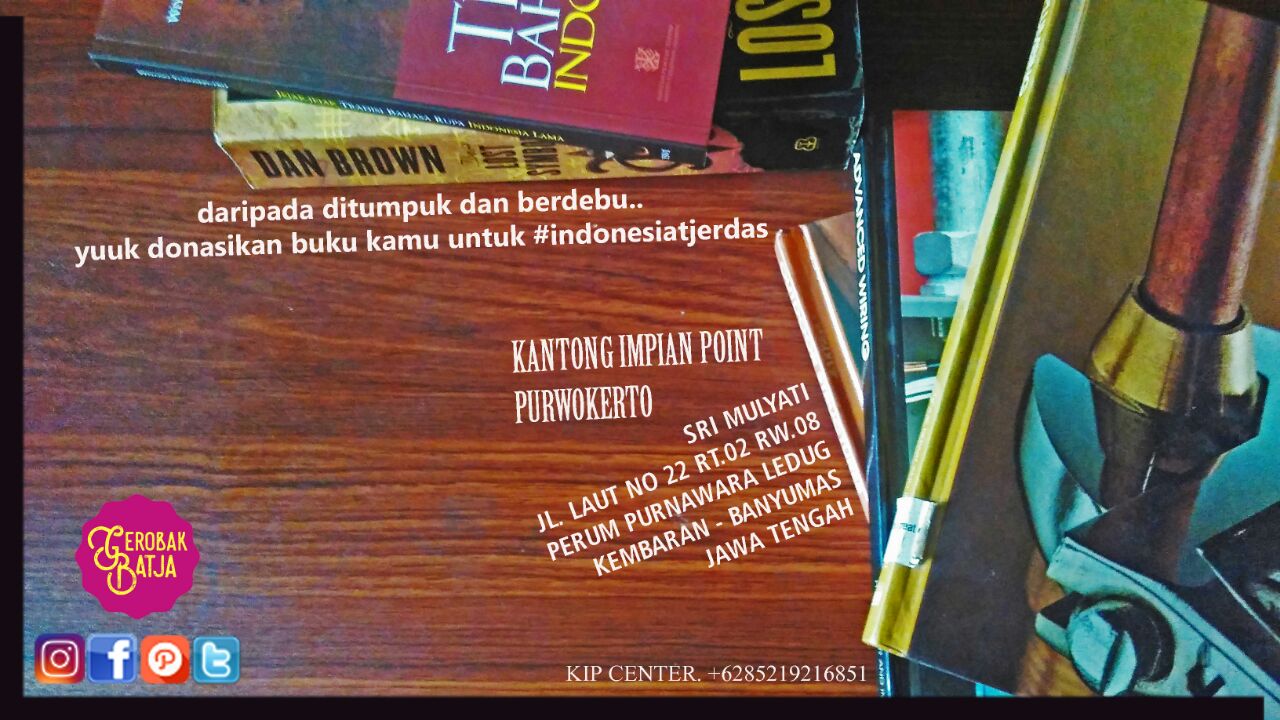 BAH
INDO
LOS
JEJAK JEJAK TRADISI BAHASA RUPA INDONESIA LAMA
DAN BROWN
LOST
ADVANCED WIRING
daripada ditumpuk dan berdebu..
yuuk donasikan buku kamu untuk #indonesiatjerdas
KANTONG IMPIAN POINT
PURWOKERTO
SRI MULYATI
JL. LAUT NO 22 RT.02 RW.08
PERUM PURNAWARA LEDUG
KEMBARAN - BANYUMAS
JAWA TENGAH
GEROBAK
BATJA
KIP CENTER. +6285219216851